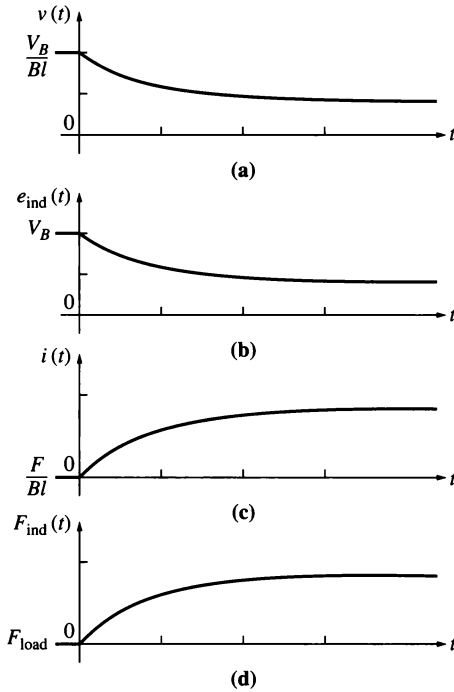 v(t)
V_B
Bl
0
t
(a)
e_ind(t)
V_B
0
t
(b)
i(t)
0
F
Bl
t
(c)
F_ind(t)
0
F_load
t
(d)